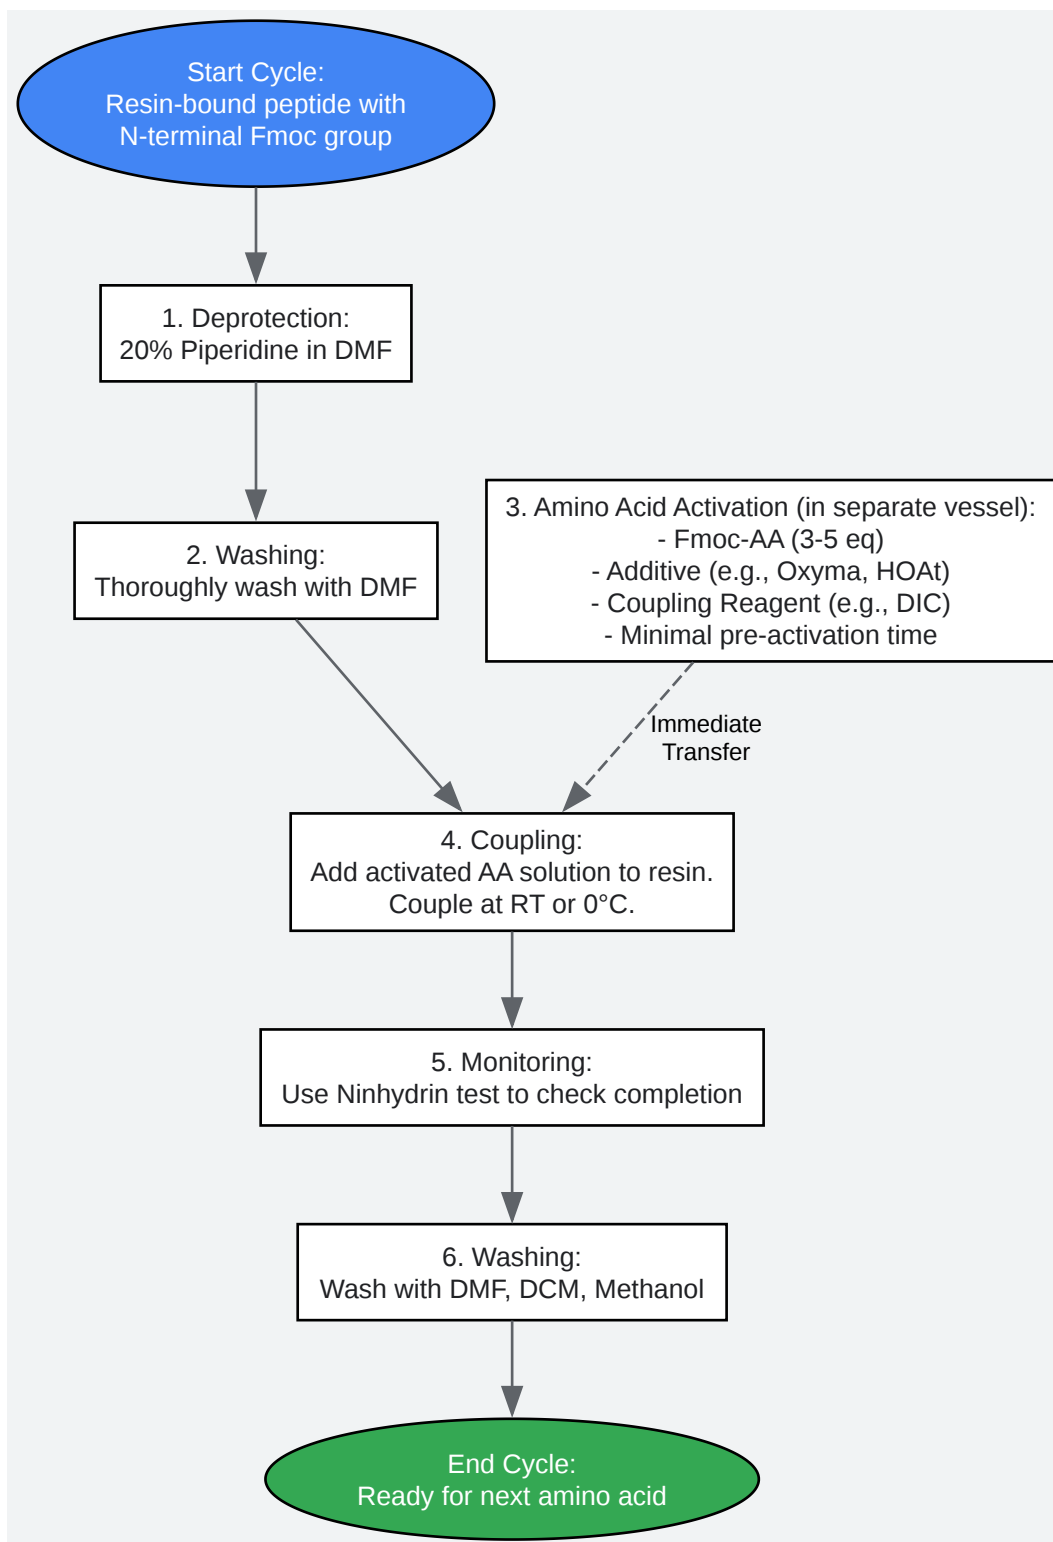 Start Cycle:
Resin-bound peptide with
N-terminal Fmoc group
1. Deprotection:
20% Piperidine in DMF
2. Washing:
Thoroughly wash with DMF
3. Amino Acid Activation (in separate vessel):
- Fmoc-AA (3-5 eq)
- Additive (e.g., Oxyma, HOAt)
- Coupling Reagent (e.g., DIC)
- Minimal pre-activation time
Immediate
Transfer
4. Coupling:
Add activated AA solution to resin.
Couple at RT or 0°C.
5. Monitoring:
Use Ninhydrin test to check completion
6. Washing:
Wash with DMF, DCM, Methanol
End Cycle:
Ready for next amino acid